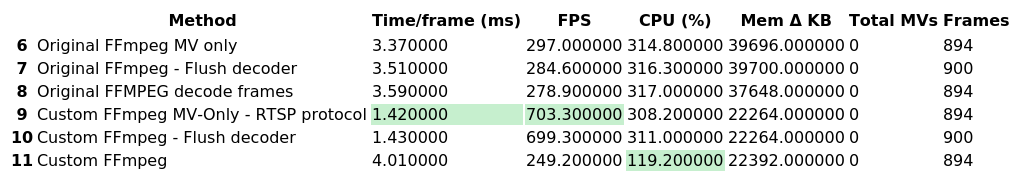 Method Time/frame (ms) FPS CPU (%) Mem Δ KB Total MVs Frames
6 Original FFmpeg MV only 3.370000 297.000000 314.800000 39696.000000 0 894
7 Original FFmpeg - Flush decoder 3.510000 284.600000 316.300000 39700.000000 0 900
8 Original FFMPEG decode frames 3.590000 278.900000 317.000000 37648.000000 0 894
9 Custom FFmpeg MV-Only - RTSP protocol 1.420000 703.300000 308.200000 22264.000000 0 894
10 Custom FFmpeg - Flush decoder 1.430000 699.300000 311.000000 22264.000000 0 900
11 Custom FFmpeg 4.010000 249.200000 119.200000 22392.000000 0 894